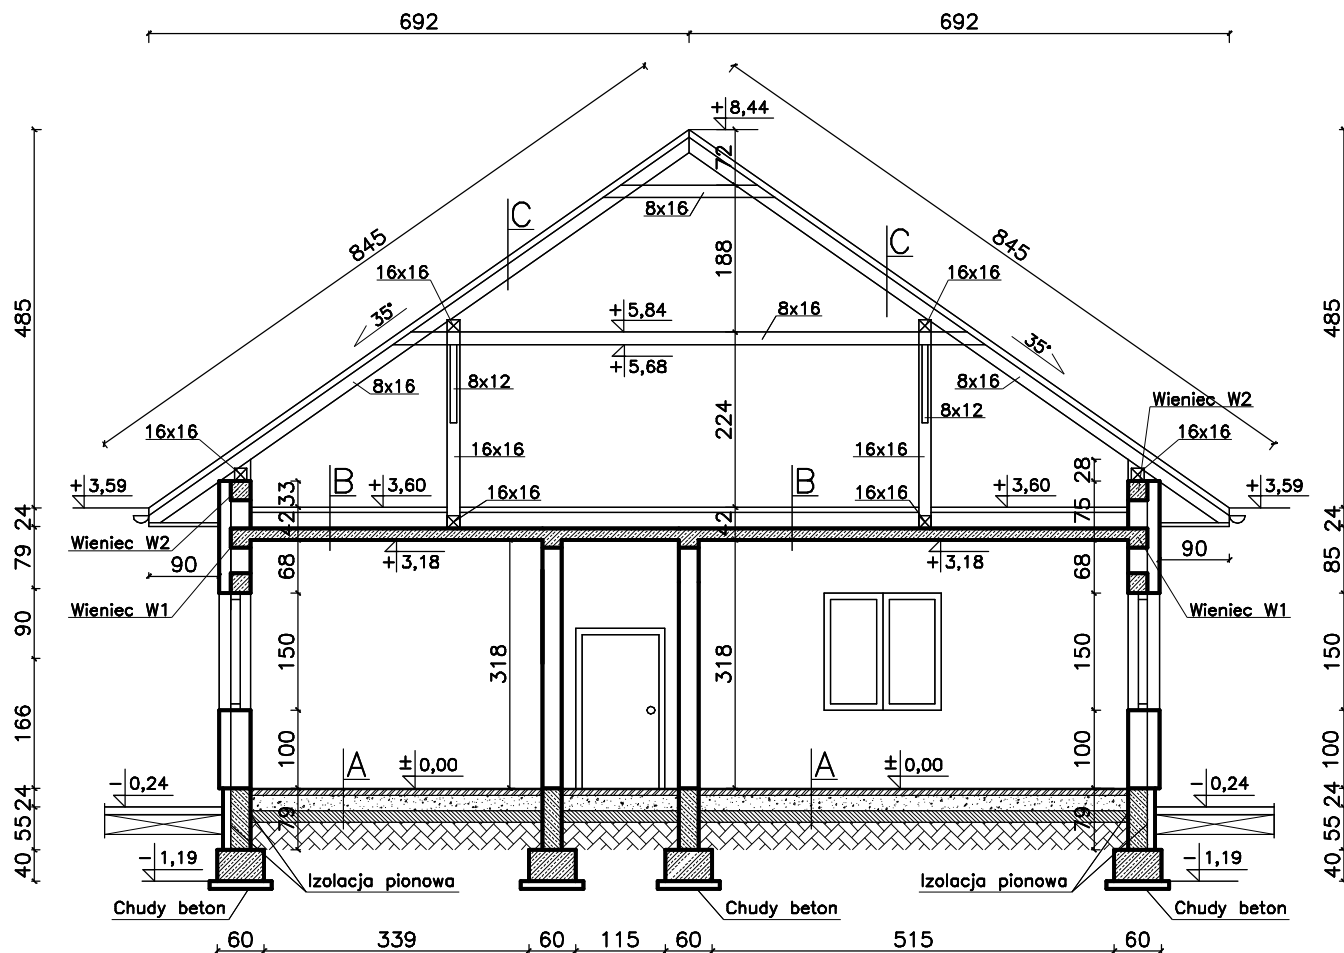 692 692
+8,44
72
845 845
C C
8x16
188
16x16 16x16
485 485
35° 35°
+5,84 8x16
+5,68
8x16 8x12 8x16
8x12
Wieniec W2
224
16x16 16x16
16x16 16x16
28
+3,59 33 B +3,60 16x16 B 16x16 +3,60 75 +3,59
24 42 42 24
Wieniec W2
79 90 68 +3,18 +3,18 68 90 85
Wieniec W1 Wieniec W1
90
150 318 318 150 150
166
100 A ±0,00 A ±0,00 100 100
-0,24 -0,24
24 24
55 79 79 55
40 -1,19 -1,19 40
Izolacja pionowa Izolacja pionowa
Chudy beton Chudy beton Chudy beton
60 339 60 115 60 515 60